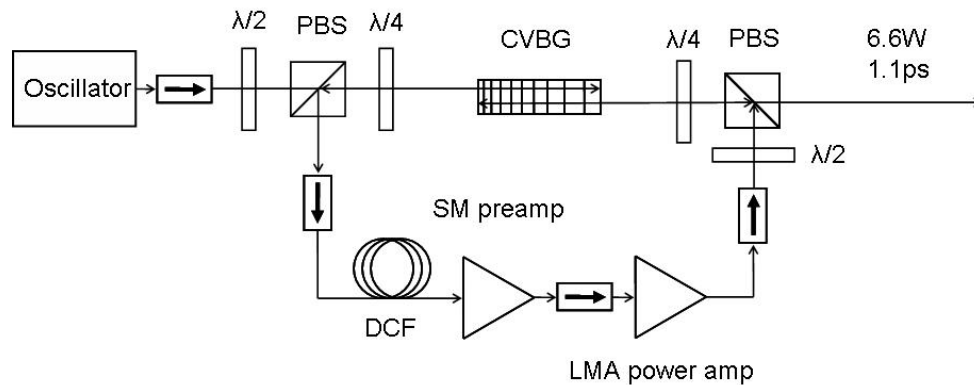 λ/2
PBS
λ/4
CVBG
λ/4
PBS
6.6W
1.1ps
Oscillator
λ/2
SM preamp
DCF
LMA power amp